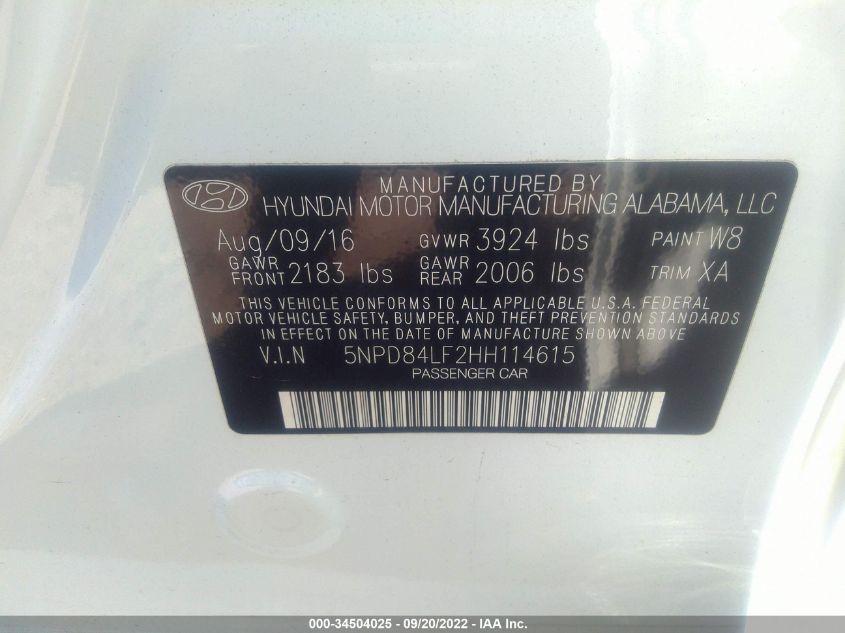 MANUFACTURED BY
HYUNDAI MOTOR MANUFACTURING ALABAMA, LLC
Aug/09/16 GVWR 3924 lbs PAINT W8
GAWR FRONT 2183 lbs GAWR REAR 2006 lbs TRIM XA
THIS VEHICLE CONFORMS TO ALL APPLICABLE U.S.A. FEDERAL
MOTOR VEHICLE SAFETY, BUMPER, AND THEFT PREVENTION STANDARDS
IN EFFECT ON THE DATE OF MANUFACTURE SHOWN ABOVE.
V.I.N 5NPD84LF2HH114615
PASSENGER CAR
000-34504025 - 09/20/2022 - IAA Inc.